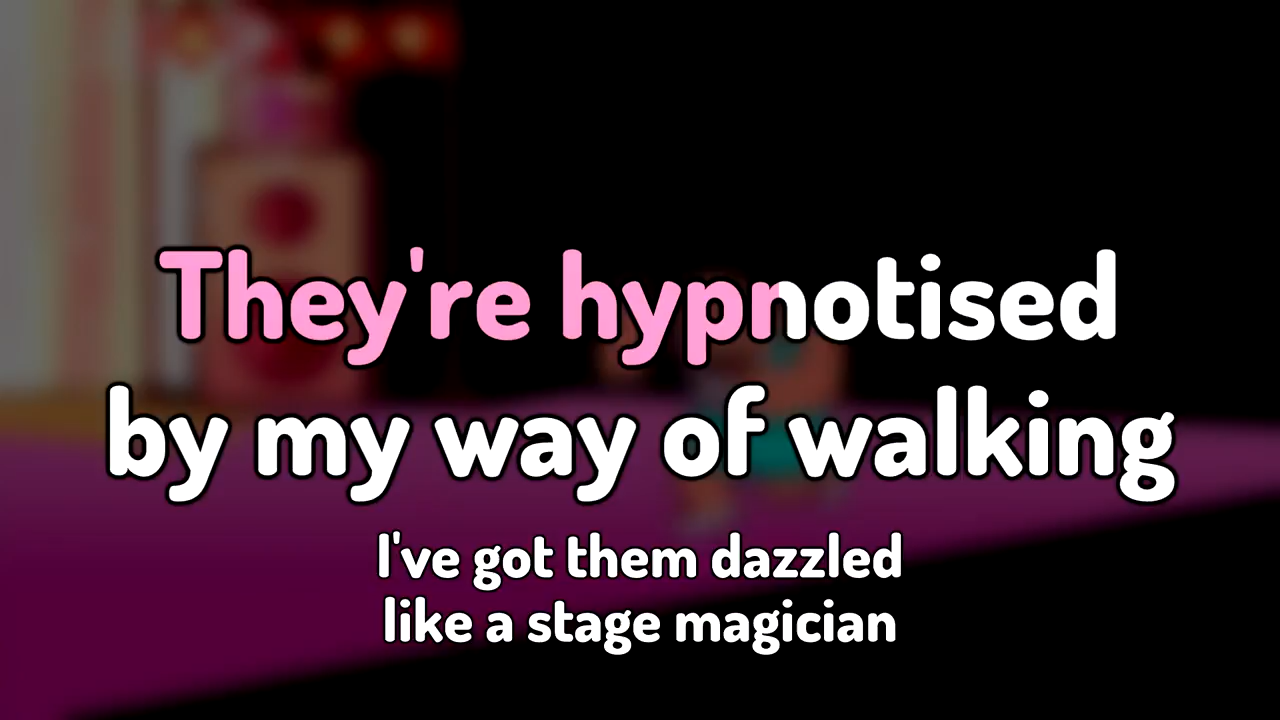 They're hypnotised
by my way of walking
I've got them dazzled
like a stage magician